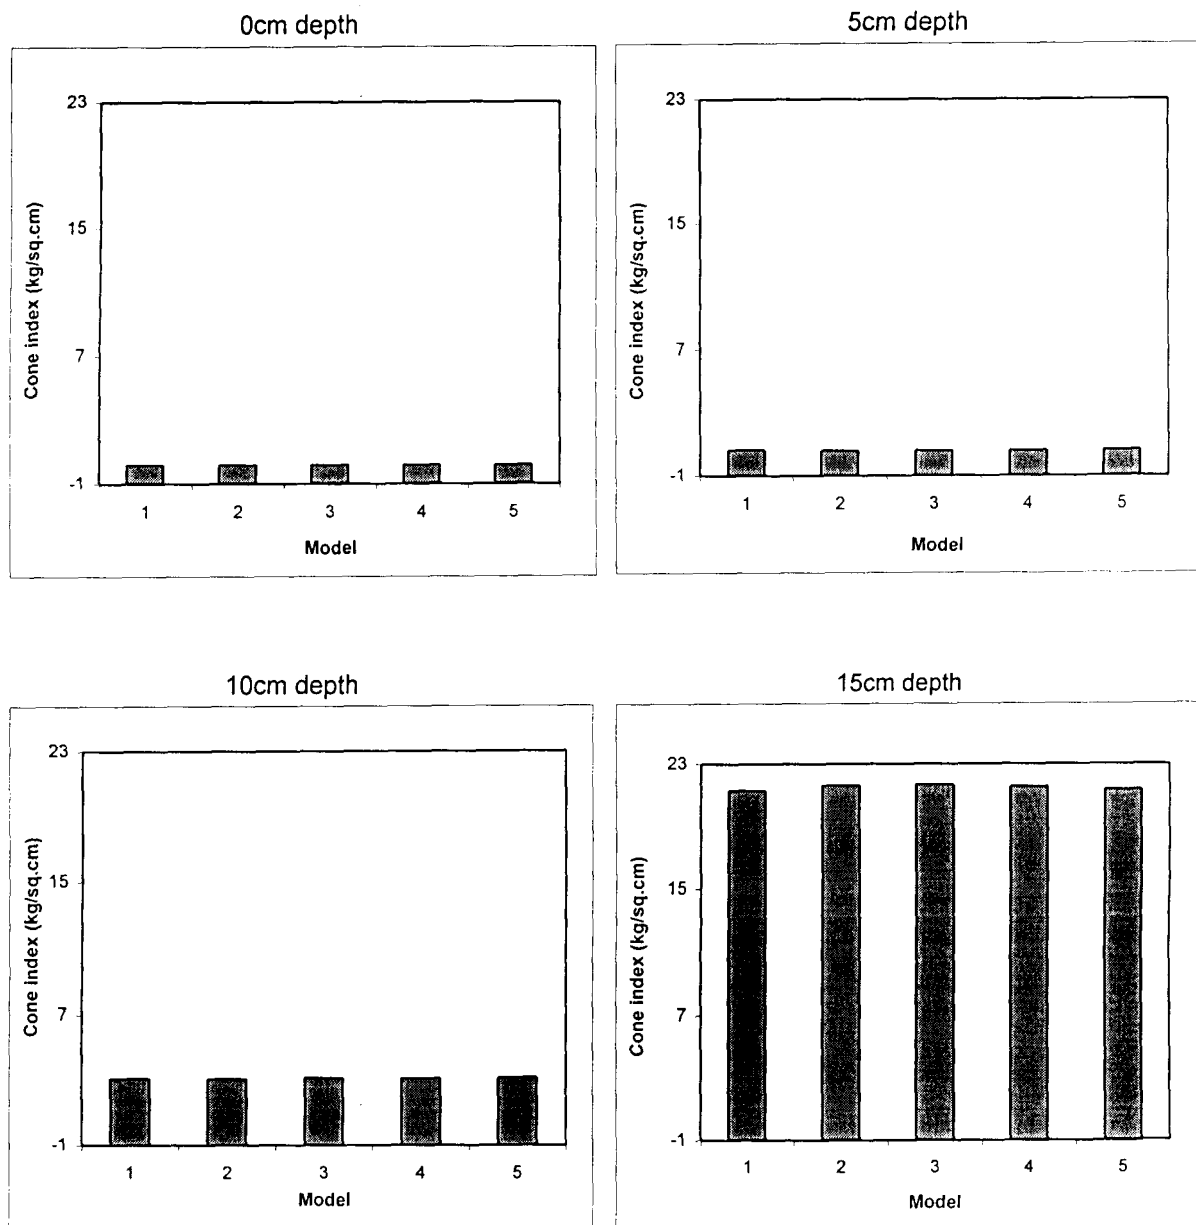 0cm depth
23
15
7
-1
Cone index (kg/sq.cm)
1 2 3 4 5
Model
5cm depth
23
15
7
-1
Cone index (kg/sq.cm)
1 2 3 4 5
Model
10cm depth
23
15
7
-1
Cone index (kg/sq.cm)
1 2 3 4 5
Model
15cm depth
23
15
7
-1
Cone index (kg/sq.cm)
1 2 3 4 5
Model